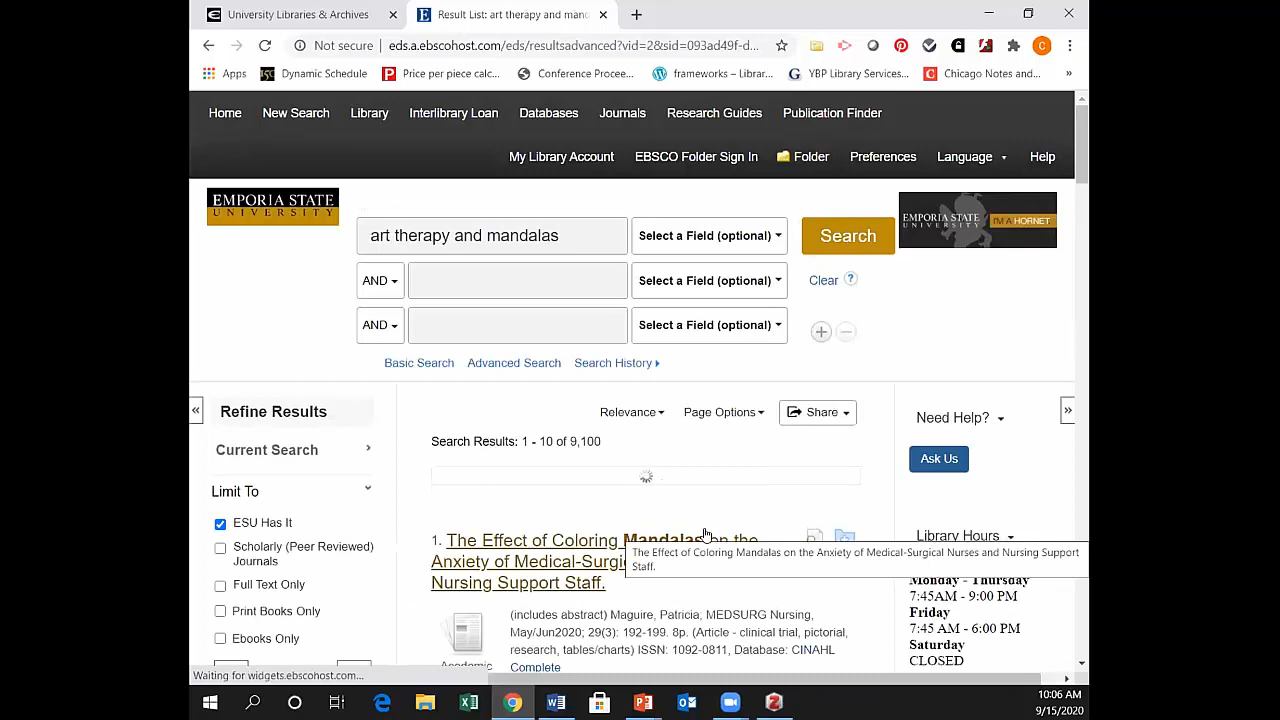 University Libraries & Archives
Result List: art therapy and mand
Not secure
eds.a.ebscohost.com/eds/resultsadvanced?vid=2&sid=093ad49f-d...
C
Apps
Dynamic Schedule
Price per piece calc...
Conference Procee...
frameworks – Librar...
YBP Library Services...
Chicago Notes and...
»
Home
New Search
Library
Interlibrary Loan
Databases
Journals
Research Guides
Publication Finder
My Library Account
EBSCO Folder Sign In
Folder
Preferences
Language
Help
EMPORIA STATE
UNIVERSITY
art therapy and mandalas
Select a Field (optional)
Search
EMPORIA STATE
UNIVERSITY
I'M A HORNET
AND
Select a Field (optional)
Clear
?
AND
Select a Field (optional)
Basic Search
Advanced Search
Search History
«
Refine Results
Relevance
Page Options
Share
Need Help?
»
Current Search
Search Results: 1 - 10 of 9,100
Ask Us
Limit To
ESU Has It
Scholarly (Peer Reviewed)
Journals
Full Text Only
Print Books Only
Ebooks Only
1. The Effect of Coloring Mandalas on the
Anxiety of Medical-Surgi
Nursing Support Staff.
The Effect of Coloring Mandalas on the Anxiety of Medical-Surgical Nurses and Nursing Support
Staff.
(includes abstract) Maguire, Patricia; MEDSURG Nursing,
May/Jun2020; 29(3): 192-199. 8p. (Article - clinical trial, pictorial,
research, tables/charts) ISSN: 1092-0811, Database: CINAHL
Complete
Academic
Library Hours
Monday - Thursday
7:45AM - 9:00 PM
Friday
7:45 AM - 6:00 PM
Saturday
CLOSED
Waiting for widgets.ebscohost.com...
10:06 AM
9/15/2020